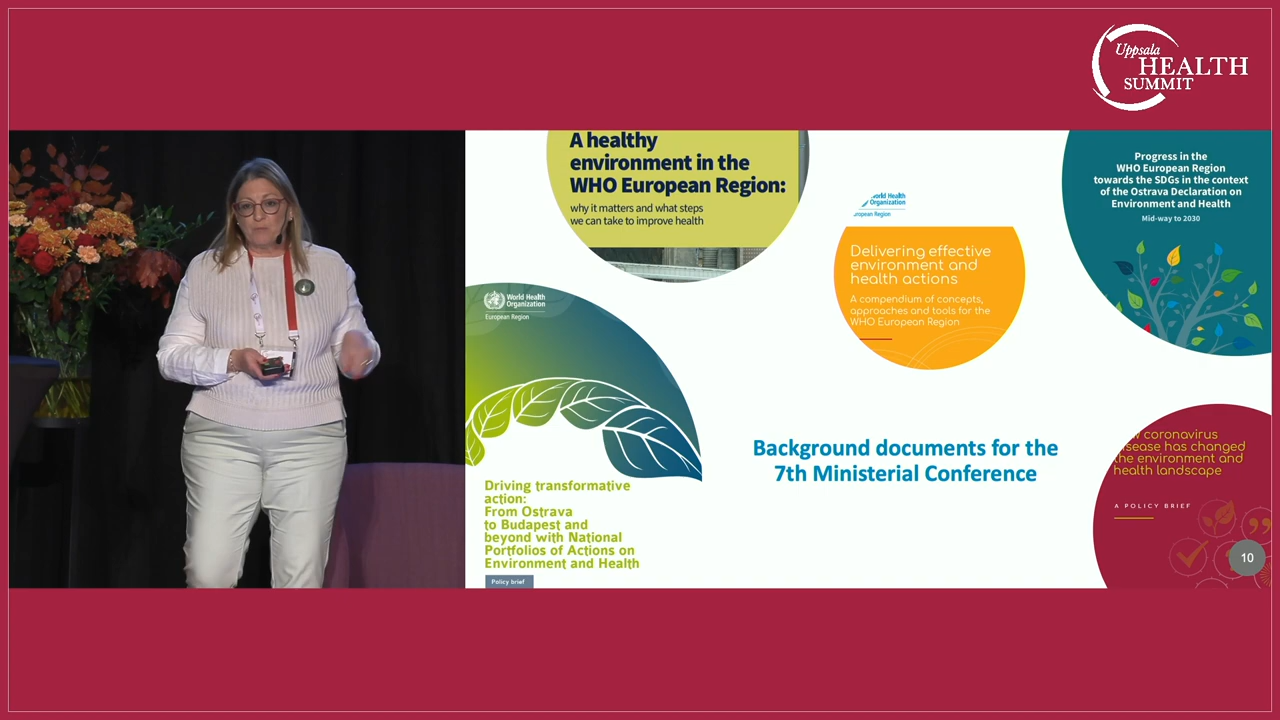 Uppsala
HEALTH
SUMMIT
A healthy
environment in the
WHO European Region:
why it matters and what steps
we can take to improve health
World Health
Organization
European Region
Driving transformative
action:
From Ostrava
to Budapest and
beyond with National
Portfolios of Actions on
Environment and Health
Policy brief
World Health
Organization
European Region
Delivering effective
environment and
health actions
A compendium of concepts,
approaches and tools for the
WHO European Region
Progress in the
WHO European Region
towards the SDGs in the context
of the Ostrava Declaration on
Environment and Health
Mid-way to 2030
Background documents for the
7th Ministerial Conference
coronavirus
has changed
the environment and
health landscape
A POLICY BRIEF
10